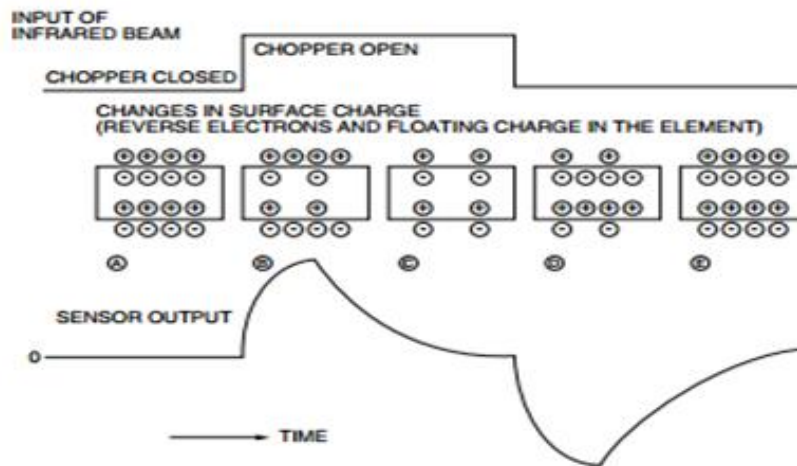 INPUT OF
INFRARED BEAM
CHOPPER OPEN
CHOPPER CLOSED
CHANGES IN SURFACE CHARGE
(REVERSE ELECTRONS AND FLOATING CHARGE IN THE ELEMENT)
+ + + + + + + + + + + + + + + +
- - - - - - - - - - - - - - - -
+ + + + + + + + + + + + + + + +
- - - - - - - - - - - - - - - -
A B C D E
SENSOR OUTPUT
0
TIME